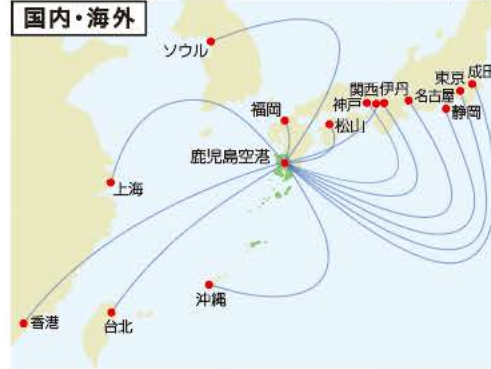 国内・海外
ソウル
成田
東京
関西 伊丹
神戸
名古屋
静岡
福岡
松山
鹿児島空港
上海
沖縄
香港
台北